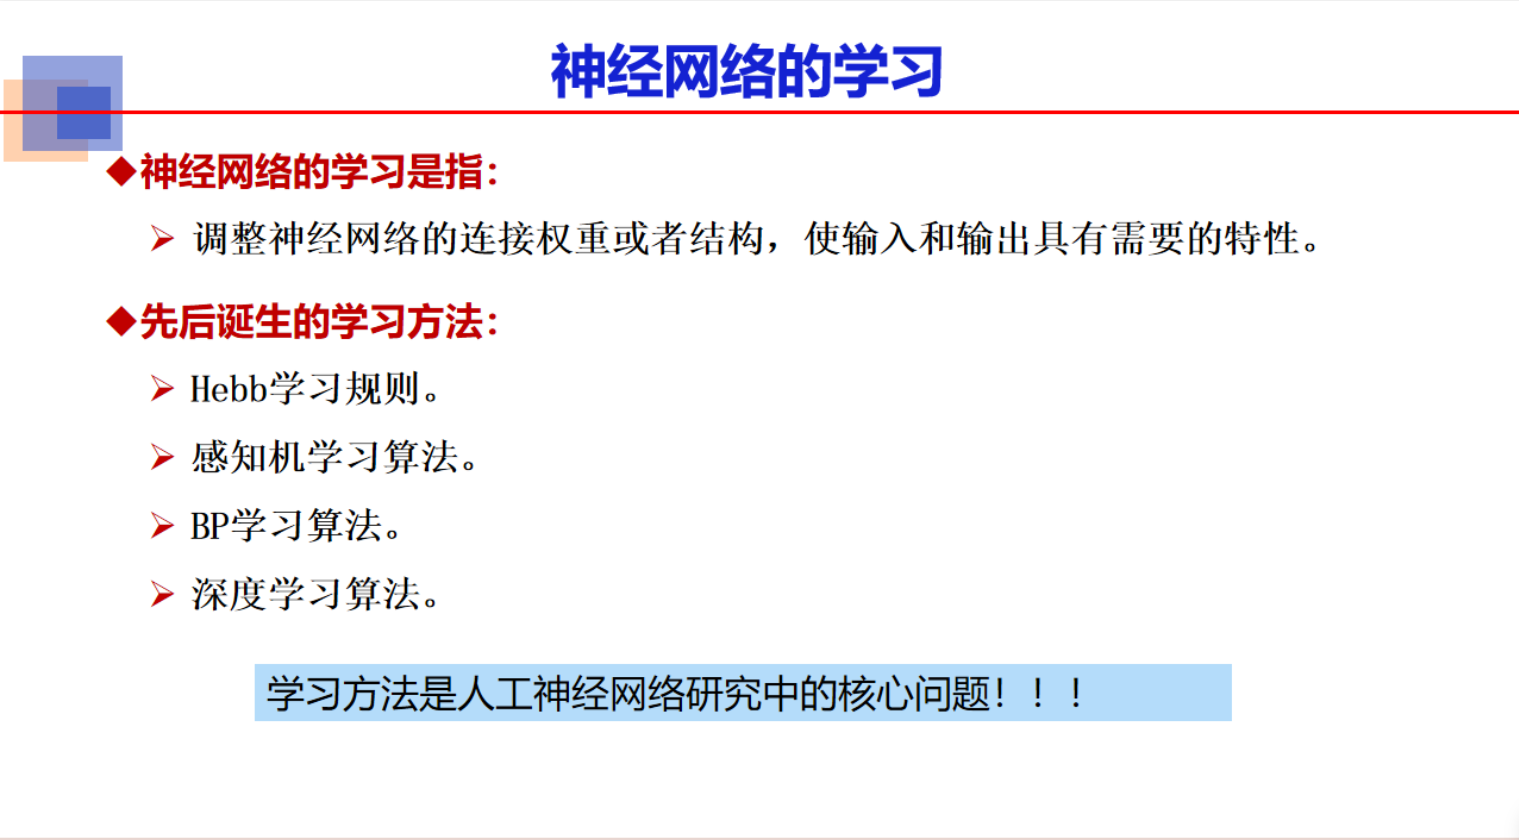 神经网络的学习
神经网络的学习是指：
调整神经网络的连接权重或者结构，使输入和输出具有需要的特性。
先后诞生的学习方法：
Hebb学习规则。
感知机学习算法。
BP学习算法。
深度学习算法。
学习方法是人工神经网络研究中的核心问题！！！